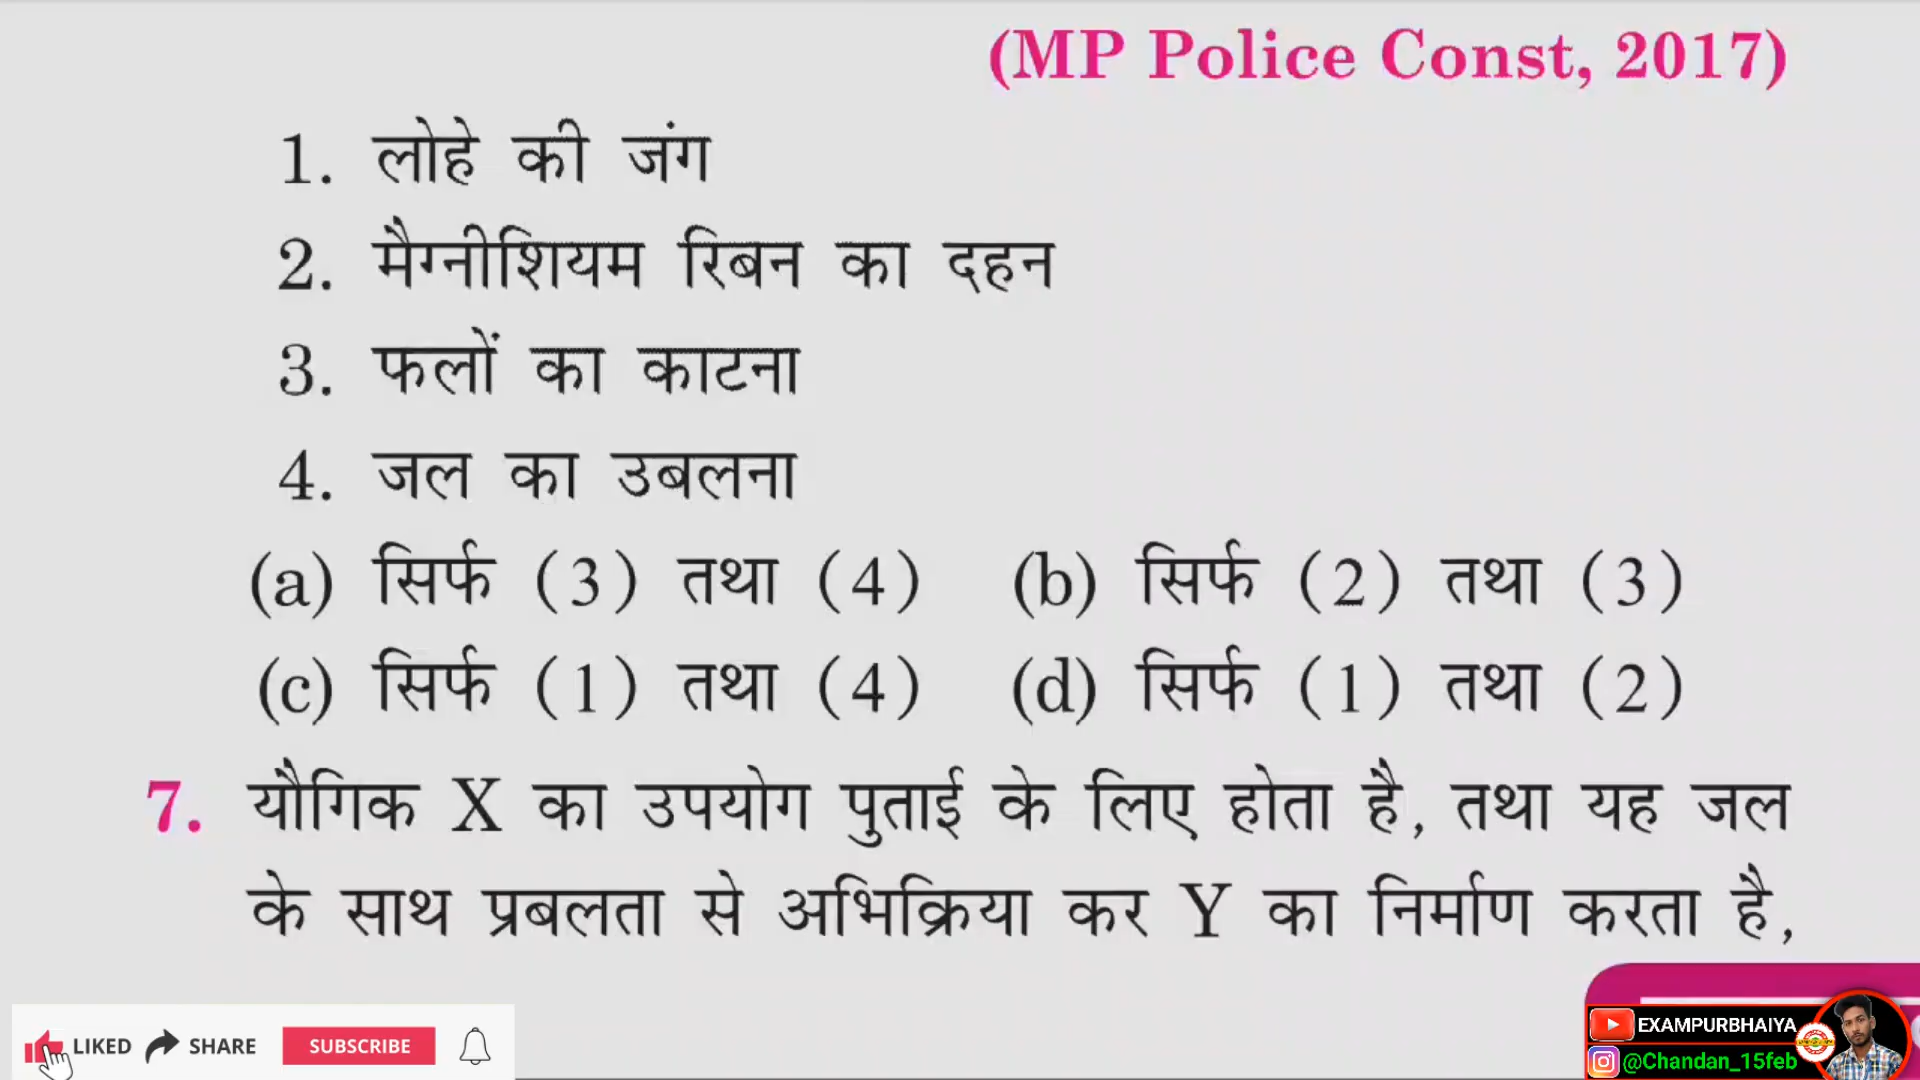 (MP Police Const, 2017)
1. लोहे की जंग
2. मैग्नीशियम रिबन का दहन
3. फलों का काटना
4. जल का उबलना
(a) सिर्फ (3) तथा (4) (b) सिर्फ (2) तथा (3)
(c) सिर्फ (1) तथा (4) (d) सिर्फ (1) तथा (2)
7. यौगिक X का उपयोग पुताई के लिए होता है, तथा यह जल
के साथ प्रबलता से अभिक्रिया कर Y का निर्माण करता है,
LIKED SHARE SUBSCRIBE
EXAMPURBHAIYA
@Chandan_15feb